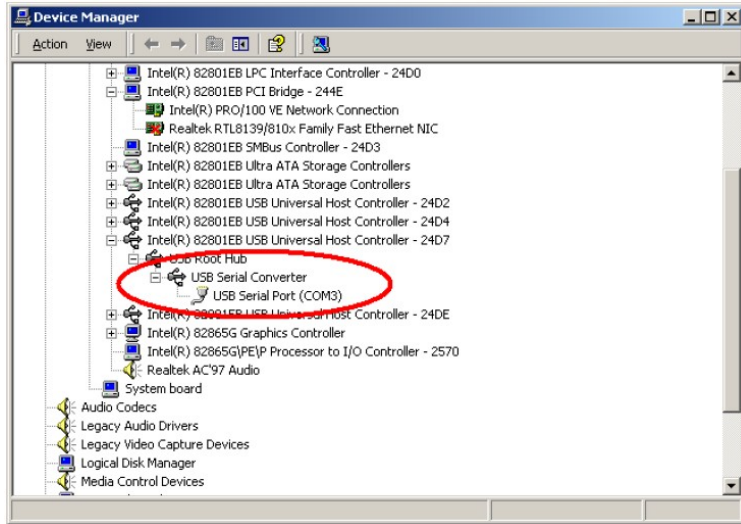 Device Manager
Action View
Intel(R) 82801EB LPC Interface Controller - 24D0
Intel(R) 82801EB PCI Bridge - 244E
Intel(R) PRO/100 VE Network Connection
Realtek RTL8139/810x Family Fast Ethernet NIC
Intel(R) 82801EB SMBus Controller - 24D3
Intel(R) 82801EB Ultra ATA Storage Controllers
Intel(R) 82801EB Ultra ATA Storage Controllers
Intel(R) 82801EB USB Universal Host Controller - 24D2
Intel(R) 82801EB USB Universal Host Controller - 24D4
Intel(R) 82801EB USB Universal Host Controller - 24D7
USB Root Hub
USB Serial Converter
USB Serial Port (COM3)
Intel(R) 82801EB USB Universal Host Controller - 24DE
Intel(R) 82865G Graphics Controller
Intel(R) 82865G\PE\P Processor to I/O Controller - 2570
Realtek AC'97 Audio
System board
Audio Codecs
Legacy Audio Drivers
Legacy Video Capture Devices
Logical Disk Manager
Media Control Devices